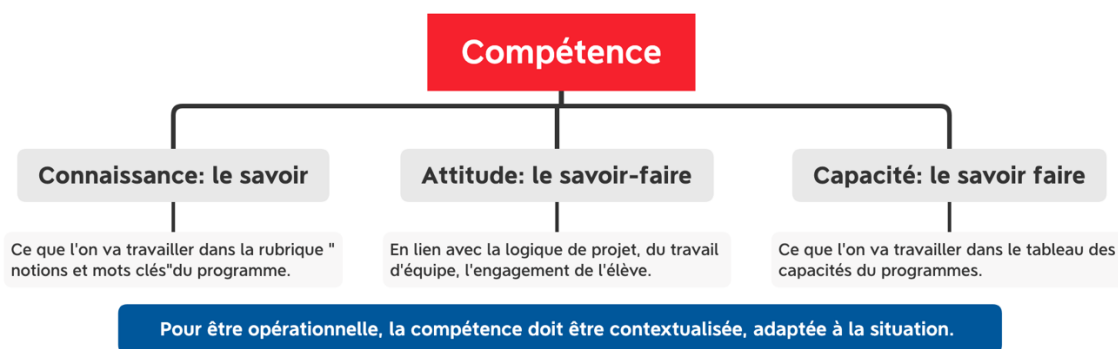 Compétence
Connaissance: le savoir
Attitude: le savoir-faire
Capacité: le savoir faire
Ce que l'on va travailler dans la rubrique "
notions et mots clés"du programme.
En lien avec la logique de projet, du travail
d'équipe, l'engagement de l'élève.
Ce que l'on va travailler dans le tableau des
capacités du programmes.
Pour être opérationnelle, la compétence doit être contextualisée, adaptée à la situation.